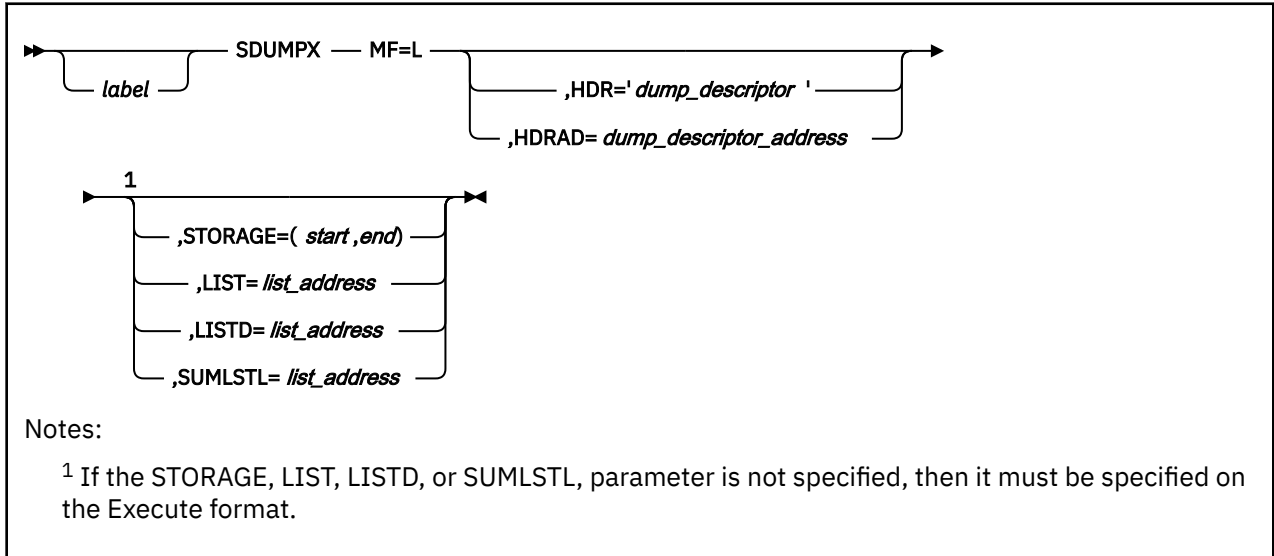 label SDUMPX MF=L
,HDR=' dump_descriptor '
,HDRAD= dump_descriptor_address
1
,STORAGE=( start ,end)
,LIST= list_address
,LISTD= list_address
,SUMLSTL= list_address
Notes:
1 If the STORAGE, LIST, LISTD, or SUMLSTL, parameter is not specified, then it must be specified on
the Execute format.